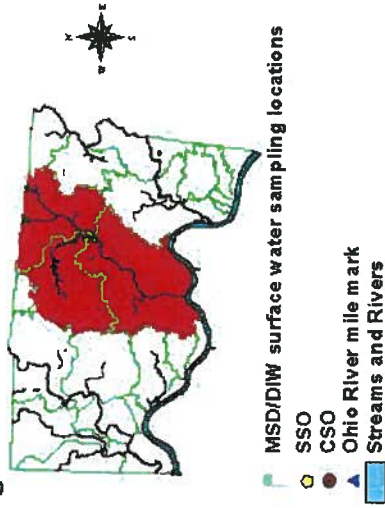 MSD/DIW surface water sampling locations
SSO
CSO
Ohio River mile mark
Streams and Rivers